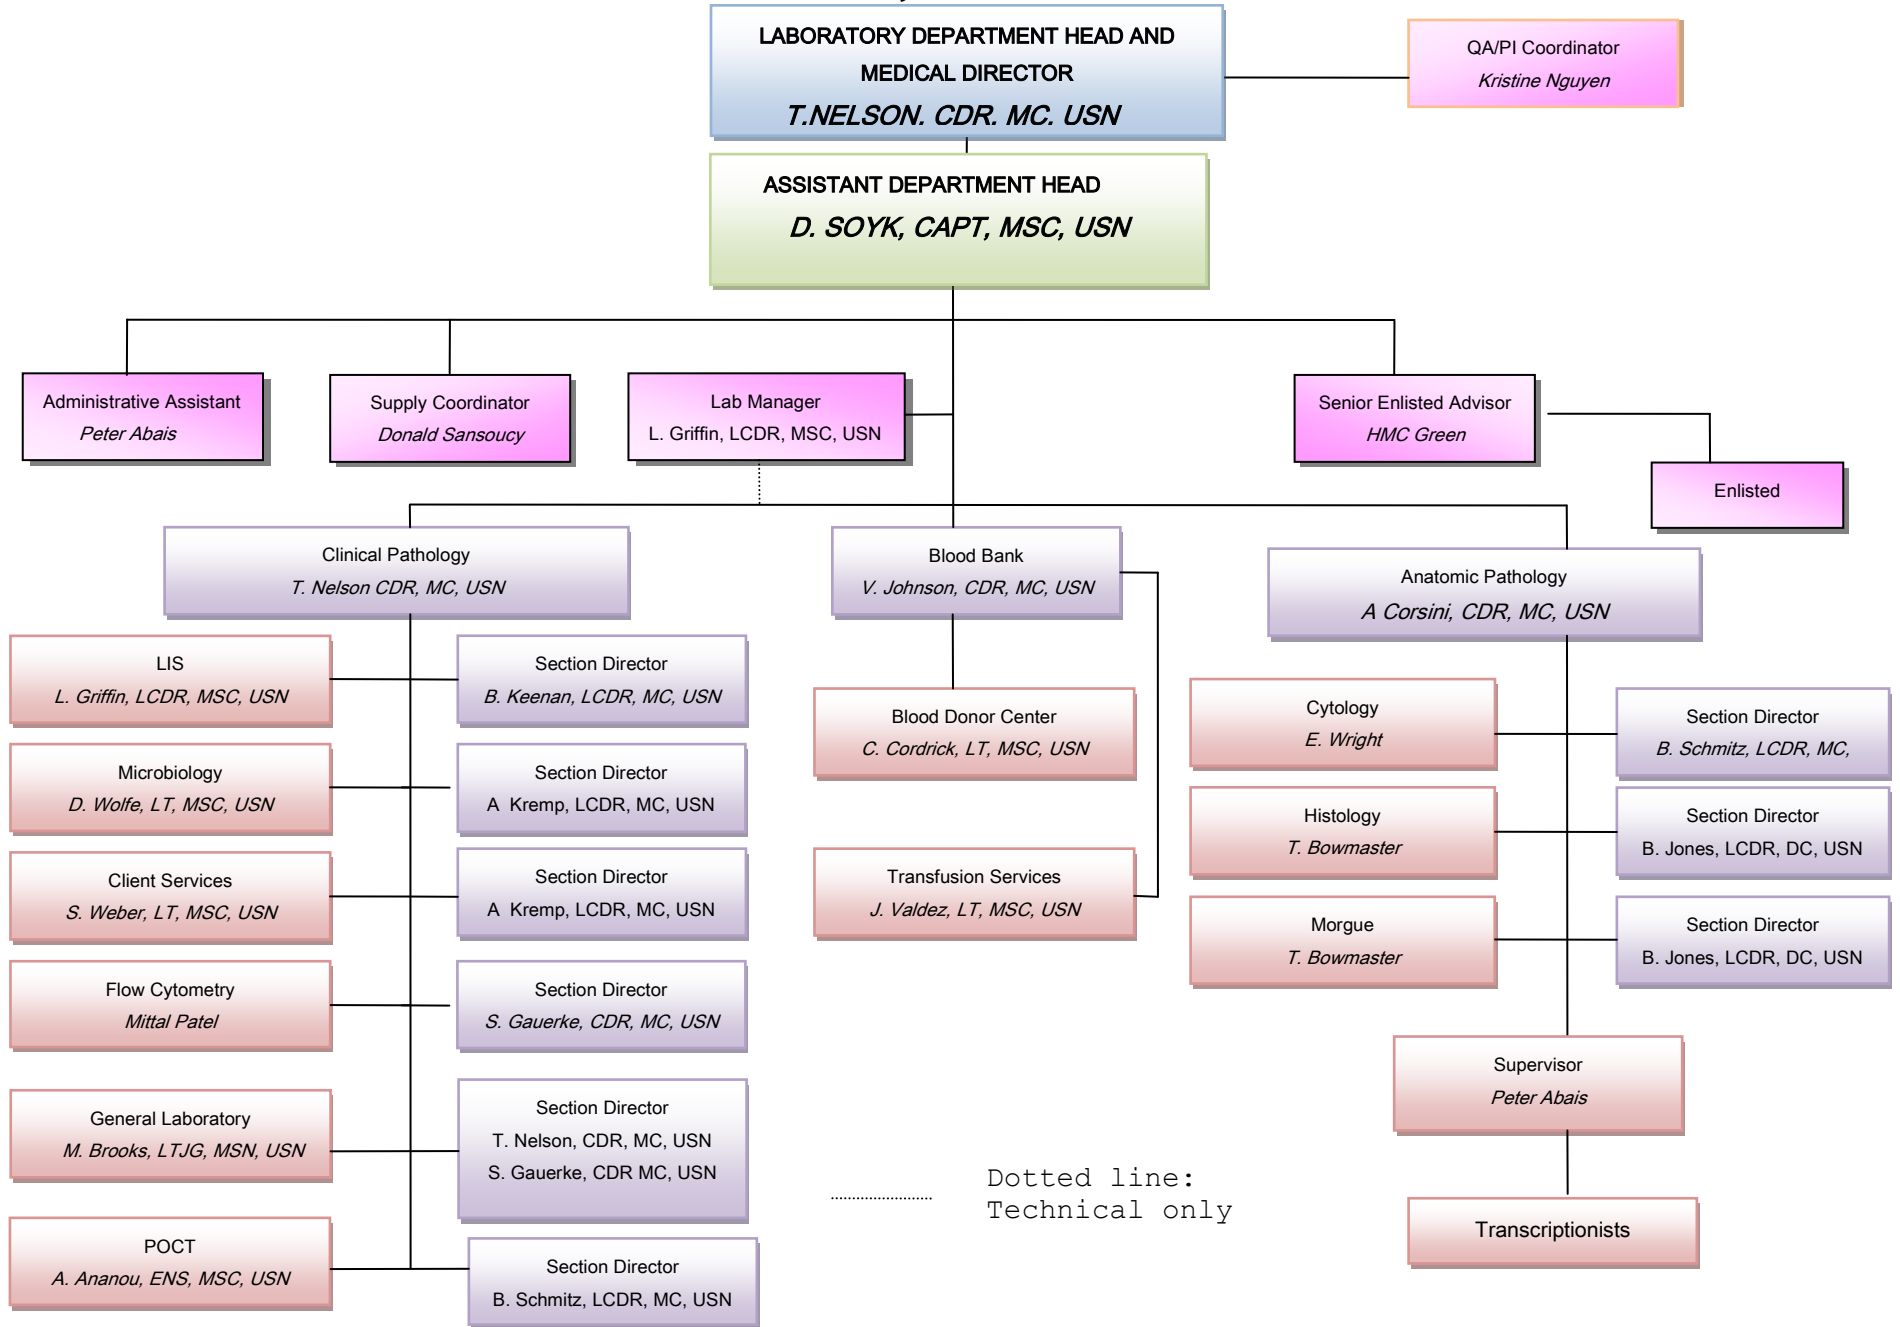 LABORATORY DEPARTMENT HEAD AND
MEDICAL DIRECTOR
T.NELSON. CDR. MC. USN
QA/PI Coordinator
Kristine Nguyen
ASSISTANT DEPARTMENT HEAD
D. SOYK, CAPT, MSC, USN
Administrative Assistant
Peter Abais
Supply Coordinator
Donald Sansoucy
Lab Manager
L. Griffin, LCDR, MSC, USN
Senior Enlisted Advisor
HMC Green
Enlisted
Clinical Pathology
T. Nelson CDR, MC, USN
Blood Bank
V. Johnson, CDR, MC, USN
Anatomic Pathology
A Corsini, CDR, MC, USN
LIS
L. Griffin, LCDR, MSC, USN
Section Director
B. Keenan, LCDR, MC, USN
Microbiology
D. Wolfe, LT, MSC, USN
Section Director
A  Kremp, LCDR, MC, USN
Client Services
S. Weber, LT, MSC, USN
Section Director
A  Kremp, LCDR, MC, USN
Flow Cytometry
Mittal Patel
Section Director
S. Gauerke, CDR, MC, USN
General Laboratory
M. Brooks, LTJG, MSN, USN
Section Director
T. Nelson, CDR, MC, USN
S. Gauerke, CDR MC, USN
POCT
A. Ananou, ENS, MSC, USN
Section Director
B. Schmitz, LCDR, MC, USN
Blood Donor Center
C. Cordrick, LT, MSC, USN
Transfusion Services
J. Valdez, LT, MSC, USN
Cytology
E. Wright
Section Director
B. Schmitz, LCDR, MC,
Histology
T. Bowmaster
Section Director
B. Jones, LCDR, DC, USN
Morgue
T. Bowmaster
Section Director
B. Jones, LCDR, DC, USN
Supervisor
Peter Abais
Transcriptionists
Dotted line:
Technical only